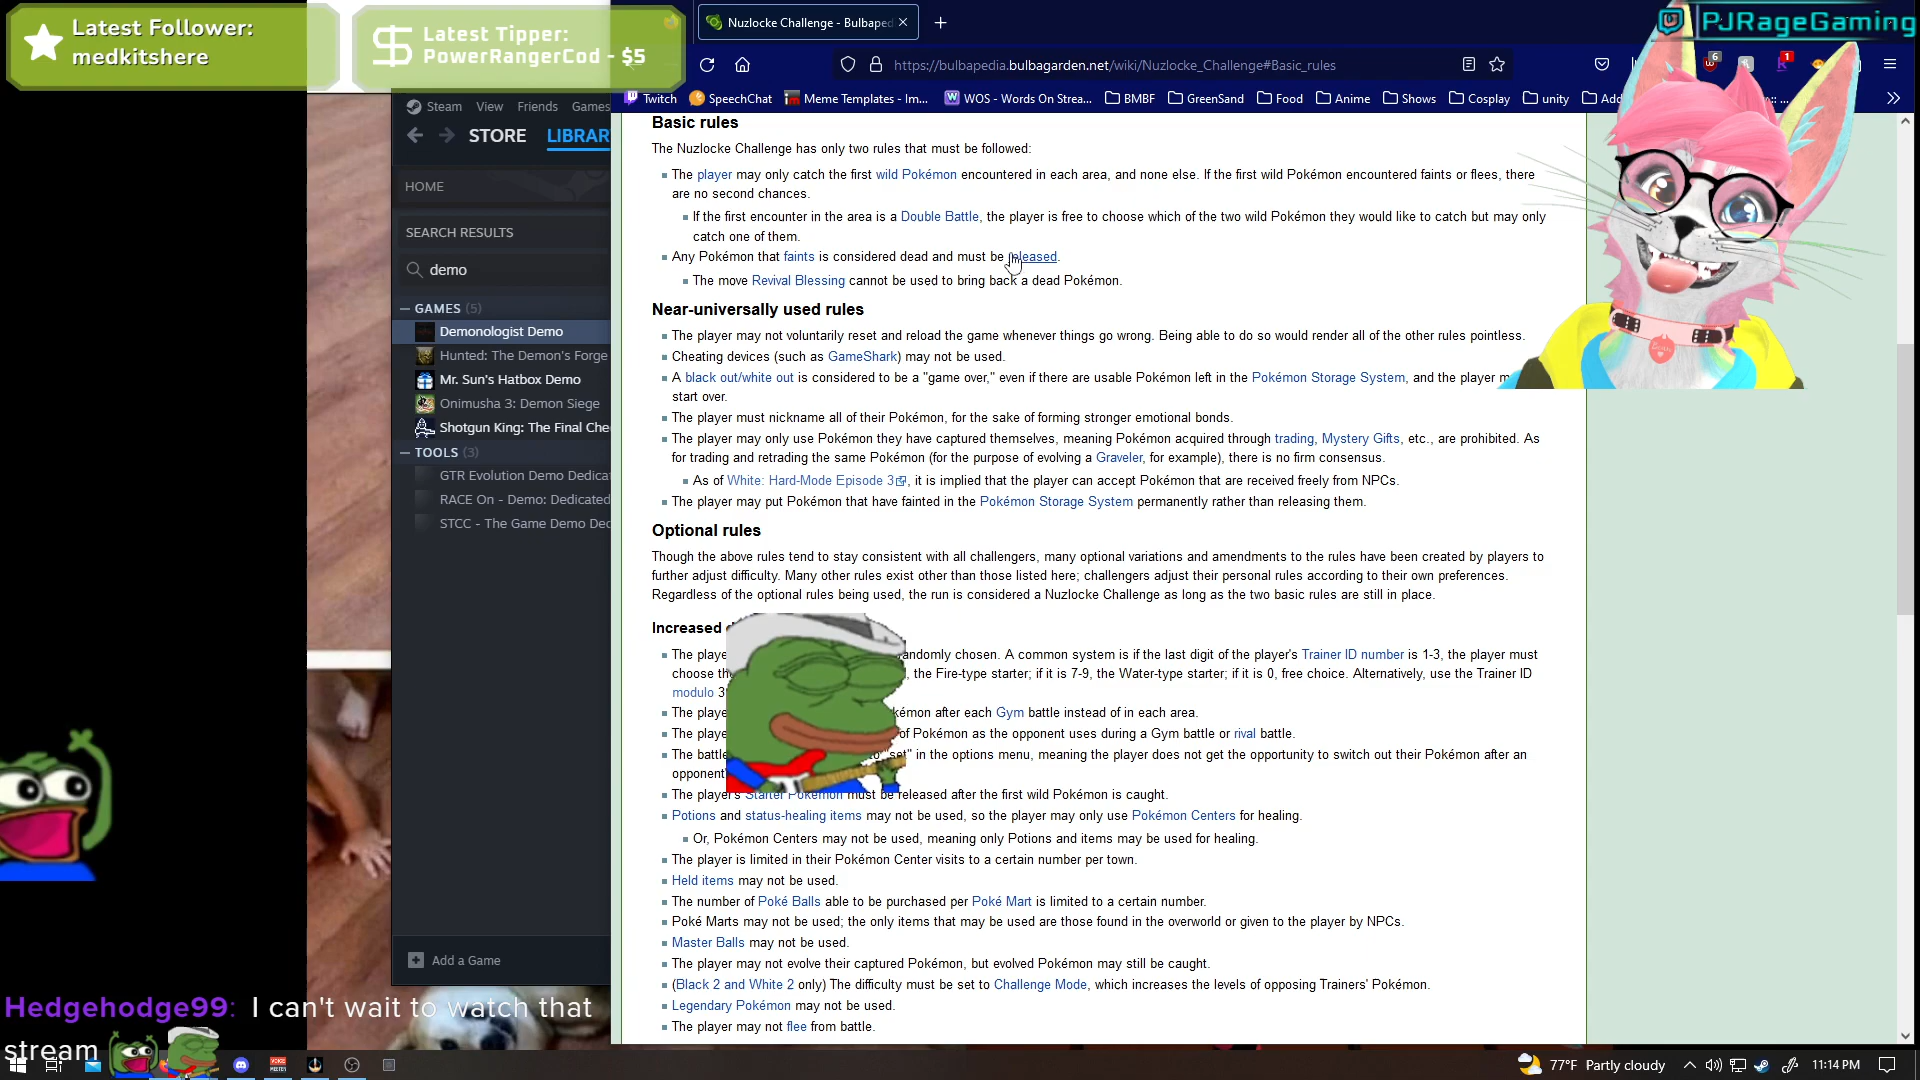 Latest Follower:
medkitshere
Latest Tipper:
PowerRangerCod - $5
Nuzlocke Challenge - Bulbaped
PJRageGaming
https://bulbapedia.bulbagarden.net/wiki/Nuzlocke_Challenge#Basic_rules
6
1
Twitch
SpeechChat
Meme Templates - Im...
WOS - Words On Strea...
BMBF
GreenSand
Food
Anime
Shows
Cosplay
unity
Steam
View
Friends
Games
STORE
LIBRAR
HOME
SEARCH RESULTS
demo
GAMES (5)
Demonologist Demo
Hunted: The Demon's Forge
Mr. Sun's Hatbox Demo
Onimusha 3: Demon Siege
Shotgun King: The Final Che
TOOLS (3)
GTR Evolution Demo Dedica
RACE On - Demo: Dedicated
STCC - The Game Demo Dec
Add a Game
Basic rules
The Nuzlocke Challenge has only two rules that must be followed:
The player may only catch the first wild Pokémon encountered in each area, and none else. If the first wild Pokémon encountered faints or flees, there
are no second chances.
If the first encounter in the area is a Double Battle, the player is free to choose which of the two wild Pokémon they would like to catch but may only
catch one of them.
Any Pokémon that faints is considered dead and must be released.
The move Revival Blessing cannot be used to bring back a dead Pokémon.
Near-universally used rules
The player may not voluntarily reset and reload the game whenever things go wrong. Being able to do so would render all of the other rules pointless.
Cheating devices (such as GameShark) may not be used.
A black out/white out is considered to be a "game over," even if there are usable Pokémon left in the Pokémon Storage System, and the player m
start over.
The player must nickname all of their Pokémon, for the sake of forming stronger emotional bonds.
The player may only use Pokémon they have captured themselves, meaning Pokémon acquired through trading, Mystery Gifts, etc., are prohibited. As
for trading and retrading the same Pokémon (for the purpose of evolving a Graveler, for example), there is no firm consensus.
As of White: Hard-Mode Episode 3, it is implied that the player can accept Pokémon that are received freely from NPCs.
The player may put Pokémon that have fainted in the Pokémon Storage System permanently rather than releasing them.
Optional rules
Though the above rules tend to stay consistent with all challengers, many optional variations and amendments to the rules have been created by players to
further adjust difficulty. Many other rules exist other than those listed here; challengers adjust their personal rules according to their own preferences.
Regardless of the optional rules being used, the run is considered a Nuzlocke Challenge as long as the two basic rules are still in place.
Increased
The playe randomly chosen. A common system is if the last digit of the player's Trainer ID number is 1-3, the player must
choose the , the Fire-type starter; if it is 7-9, the Water-type starter; if it is 0, free choice. Alternatively, use the Trainer ID
modulo 3
The playe kémon after each Gym battle instead of in each area.
The playe of Pokémon as the opponent uses during a Gym battle or rival battle.
The battle to "set" in the options menu, meaning the player does not get the opportunity to switch out their Pokémon after an
opponent
The player's Starter Pokémon must be released after the first wild Pokémon is caught.
Potions and status-healing items may not be used, so the player may only use Pokémon Centers for healing.
Or, Pokémon Centers may not be used, meaning only Potions and items may be used for healing.
The player is limited in their Pokémon Center visits to a certain number per town.
Held items may not be used.
The number of Poké Balls able to be purchased per Poké Mart is limited to a certain number.
Poké Marts may not be used; the only items that may be used are those found in the overworld or given to the player by NPCs.
Master Balls may not be used.
The player may not evolve their captured Pokémon, but evolved Pokémon may still be caught.
(Black 2 and White 2 only) The difficulty must be set to Challenge Mode, which increases the levels of opposing Trainers' Pokémon.
Legendary Pokémon may not be used.
The player may not flee from battle.
Hedgehodge99: I can't wait to watch that
stream
77°F Partly cloudy
11:14 PM